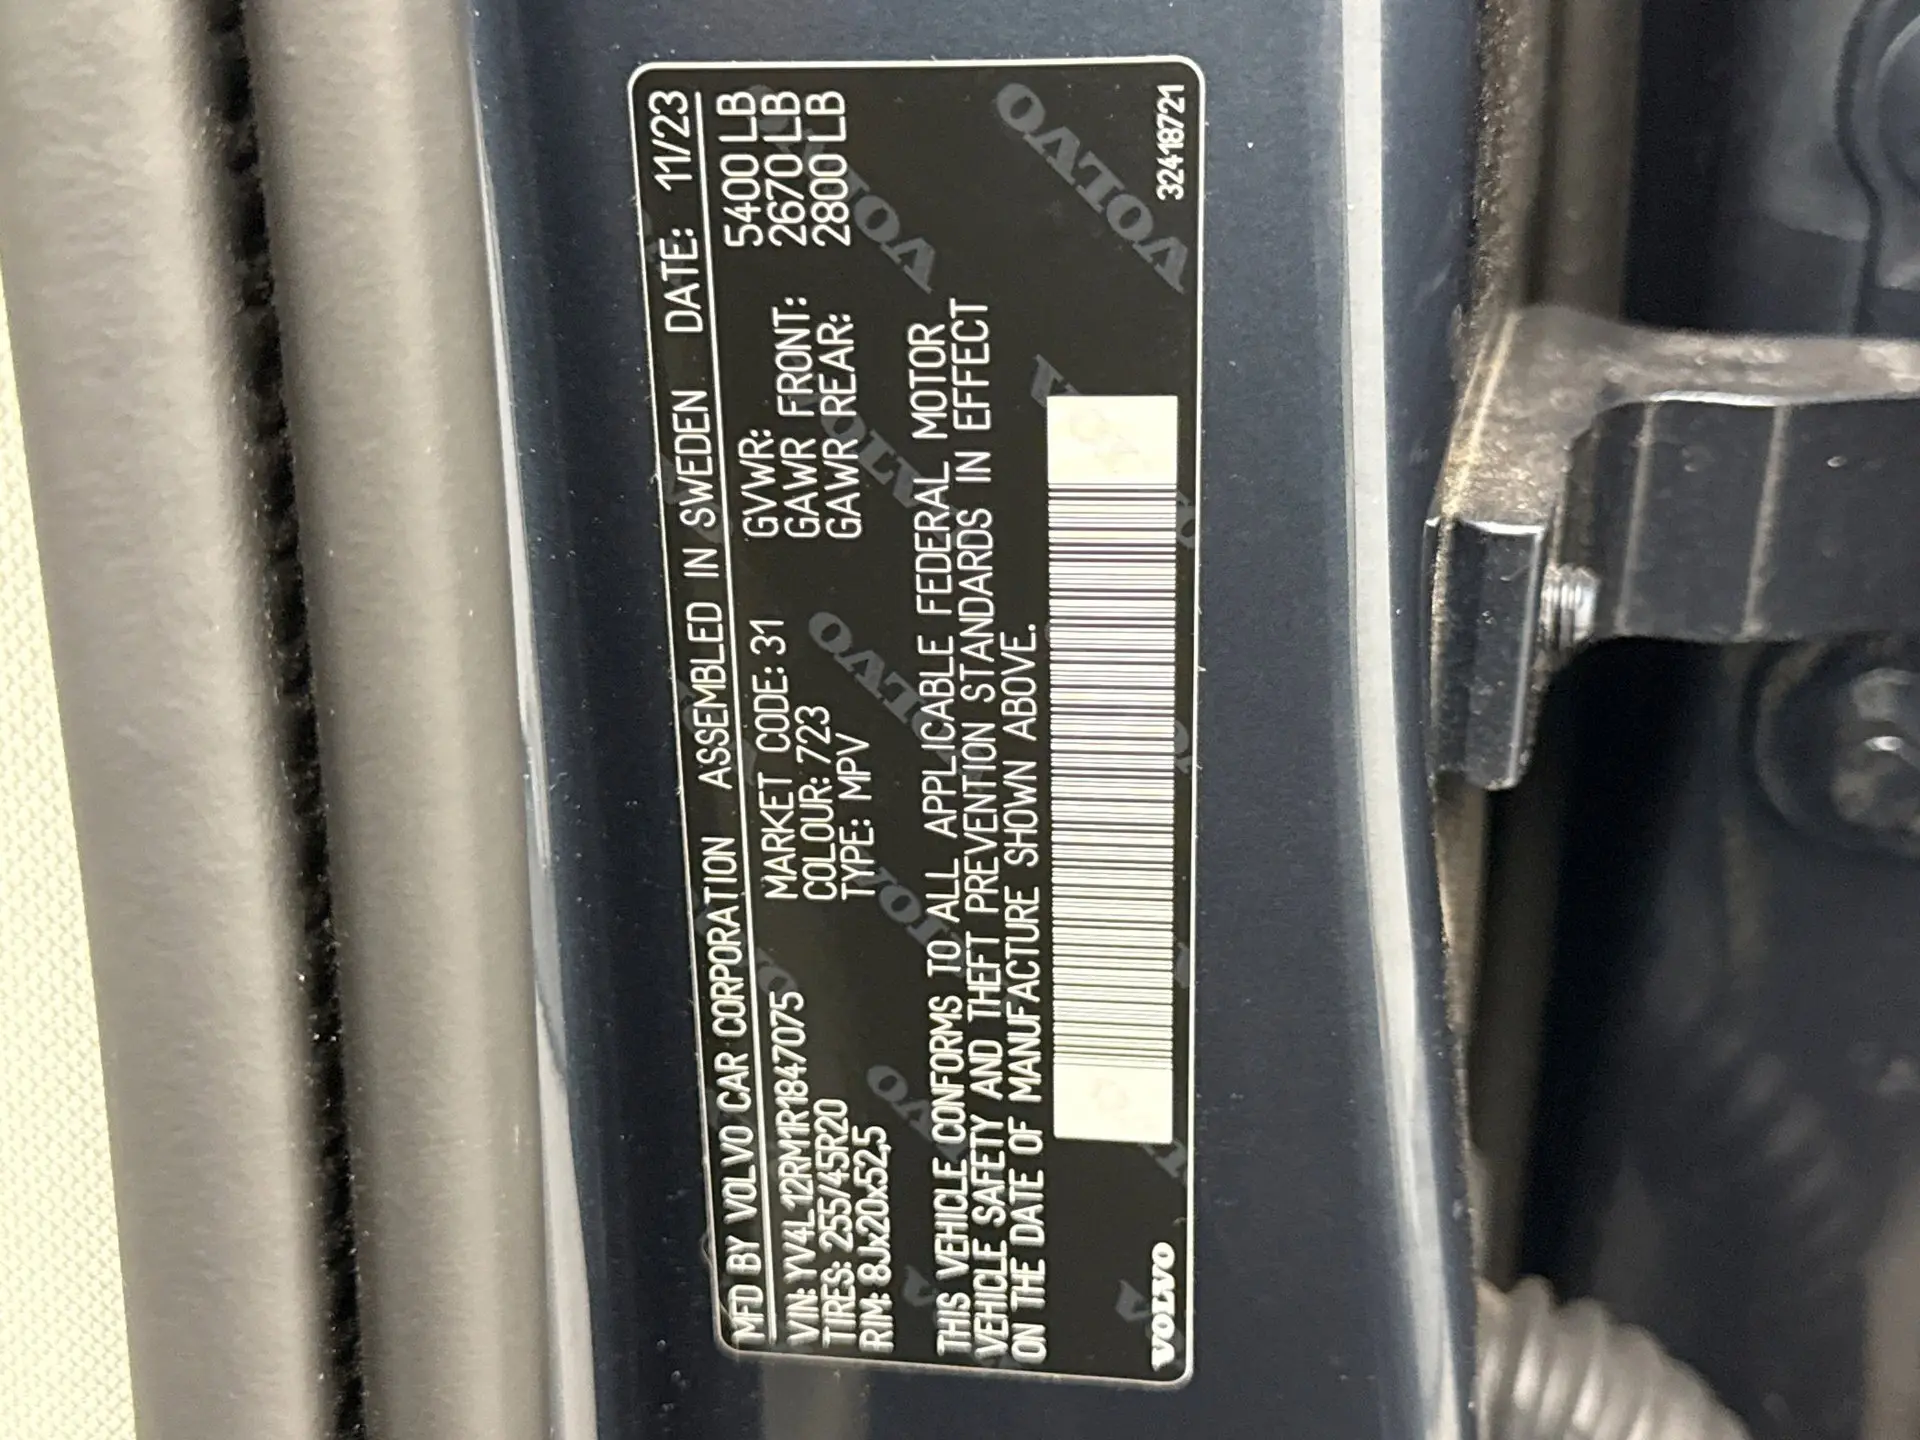 MFD BY VOLVO CAR CORPORATION ASSEMBLED IN SWEDEN DATE: 11/23
VIN: YV4L12RM1R1847075 MARKET CODE: 31 GVWR: 5400 LB
TIRES: 255/45R20 COLOUR: 723 GAWR FRONT: 2670 LB
RIM: 8Jx20x52,5 TYPE: MPV GAWR REAR: 2800 LB
THIS VEHICLE CONFORMS TO ALL APPLICABLE FEDERAL MOTOR
VEHICLE SAFETY AND THEFT PREVENTION STANDARDS IN EFFECT
ON THE DATE OF MANUFACTURE SHOWN ABOVE.
VOLVO 32418721